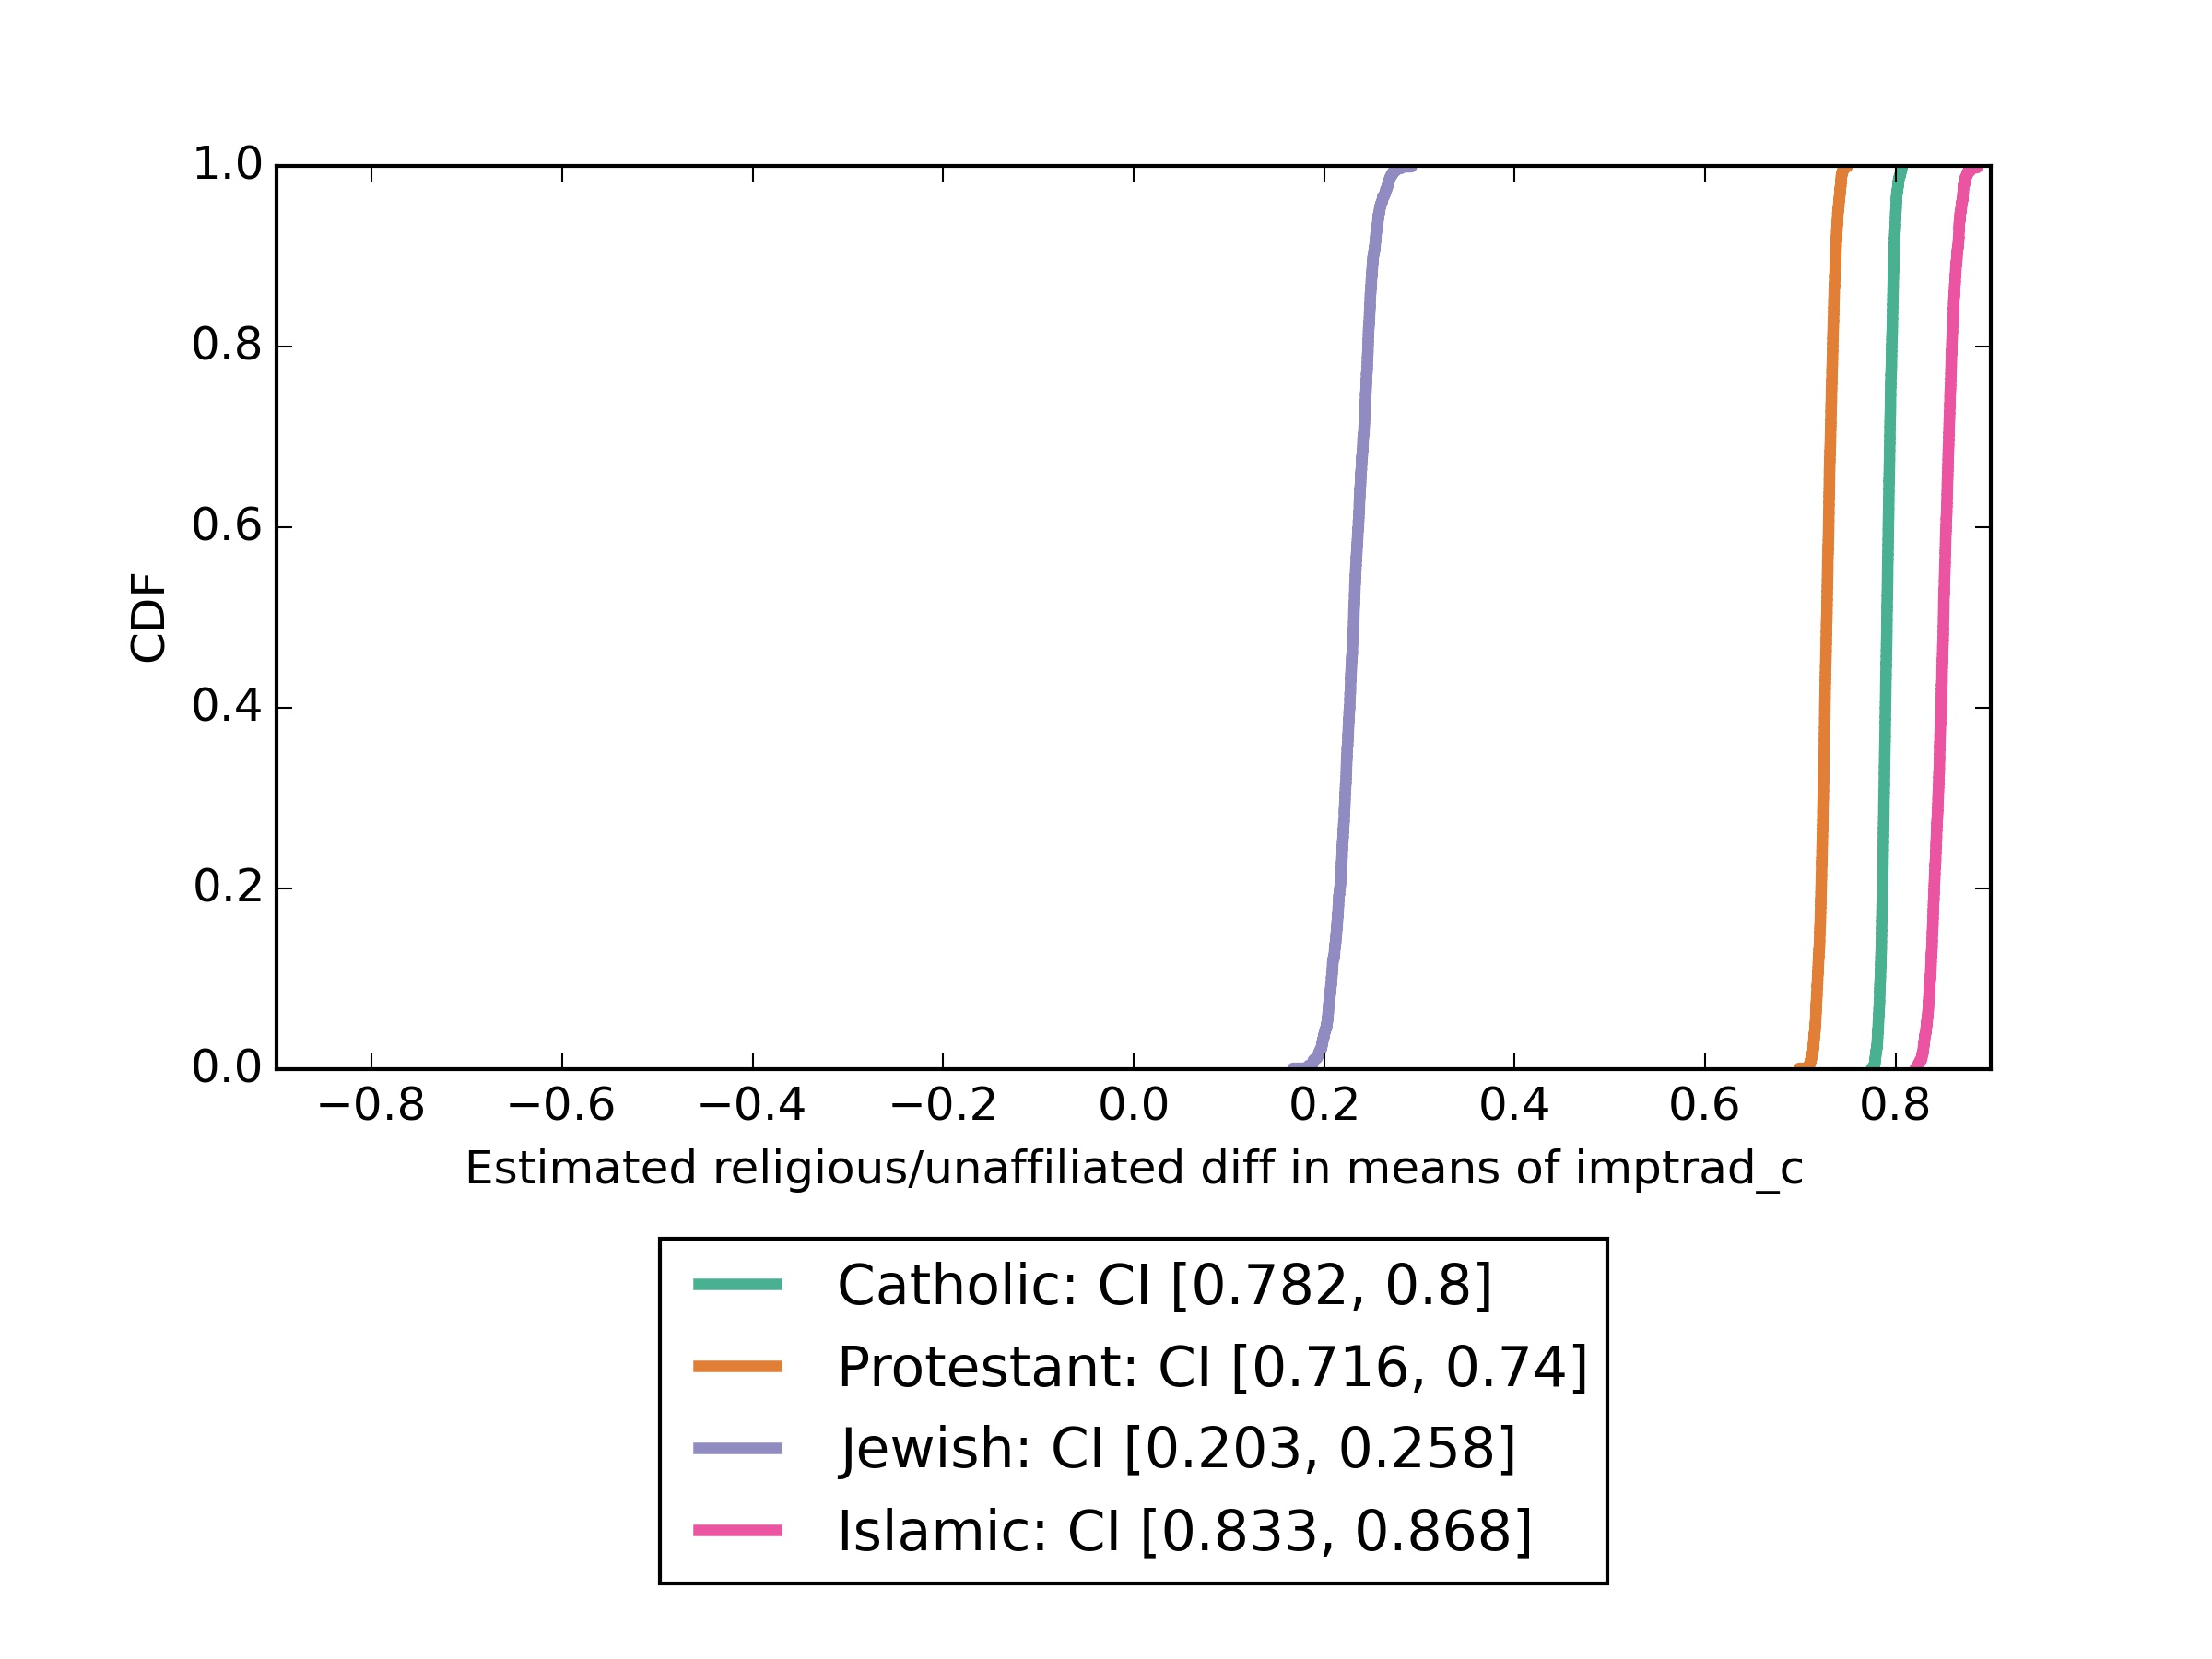 1.0
0.8
0.6
0.4
0.2
0.0
CDF
−0.8 −0.6 −0.4 −0.2 0.0 0.2 0.4 0.6 0.8
Estimated religious/unaffiliated diff in means of imptrad_c
Catholic: CI [0.782, 0.8]
Protestant: CI [0.716, 0.74]
Jewish: CI [0.203, 0.258]
Islamic: CI [0.833, 0.868]